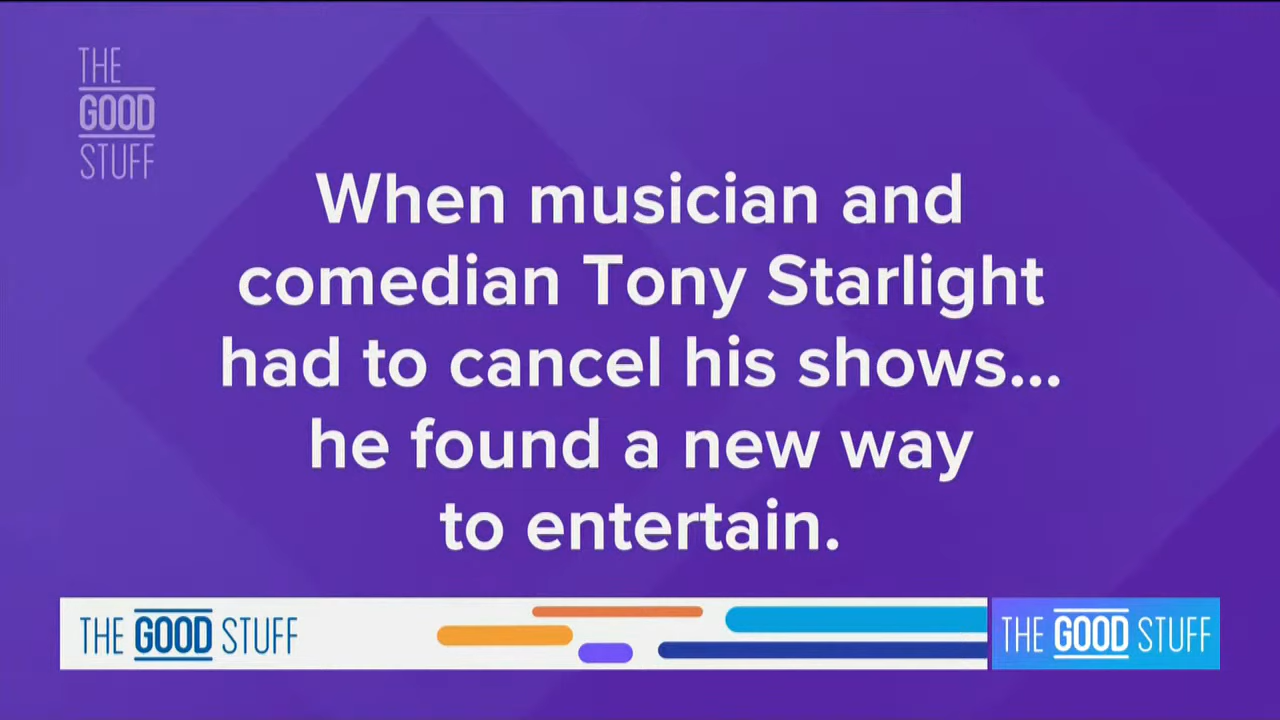 THE
GOOD
STUFF
When musician and
comedian Tony Starlight
had to cancel his shows...
he found a new way
to entertain.
THE GOOD STUFF
THE GOOD STUFF